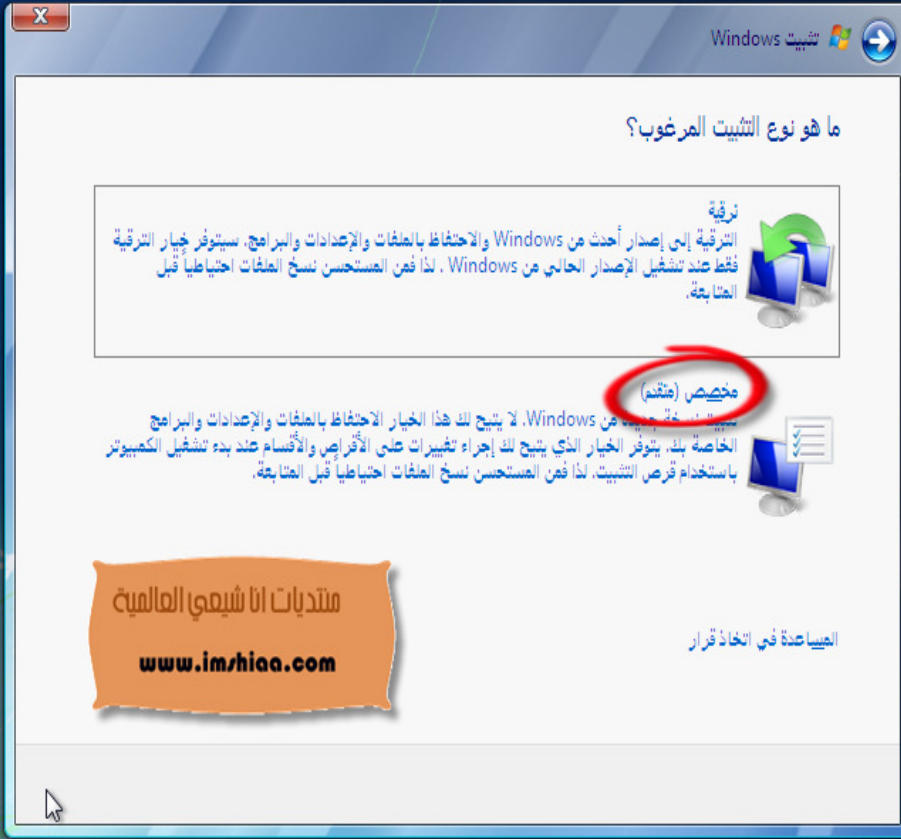 X
تثبيت Windows
ما هو نوع التثبيت المرغوب؟
ترقية
الترقية إلى إصدار أحدث من Windows والاحتفاظ بالملفات والإعدادات والبرامج. سيتوفر خيار الترقية
فقط عند تشغيل الإصدار الحالي من Windows . لذا فمن المستحسن نسخ الملفات احتياطياً قبل
المتابعة.
مخصص (متقدم)
تثبيت نسخة جديدة من Windows. لا يتيح لك هذا الخيار الاحتفاظ بالملفات والإعدادات والبرامج
الخاصة بك. يتوفر الخيار الذي يتيح لك إجراء تغييرات على الأقراص والأقسام عند بدء تشغيل الكمبيوتر
باستخدام قرص التثبيت. لذا فمن المستحسن نسخ الملفات احتياطياً قبل المتابعة.
منتديات انا شيعي العالمية
www.imshiaa.com
المساعدة في اتخاذ قرار